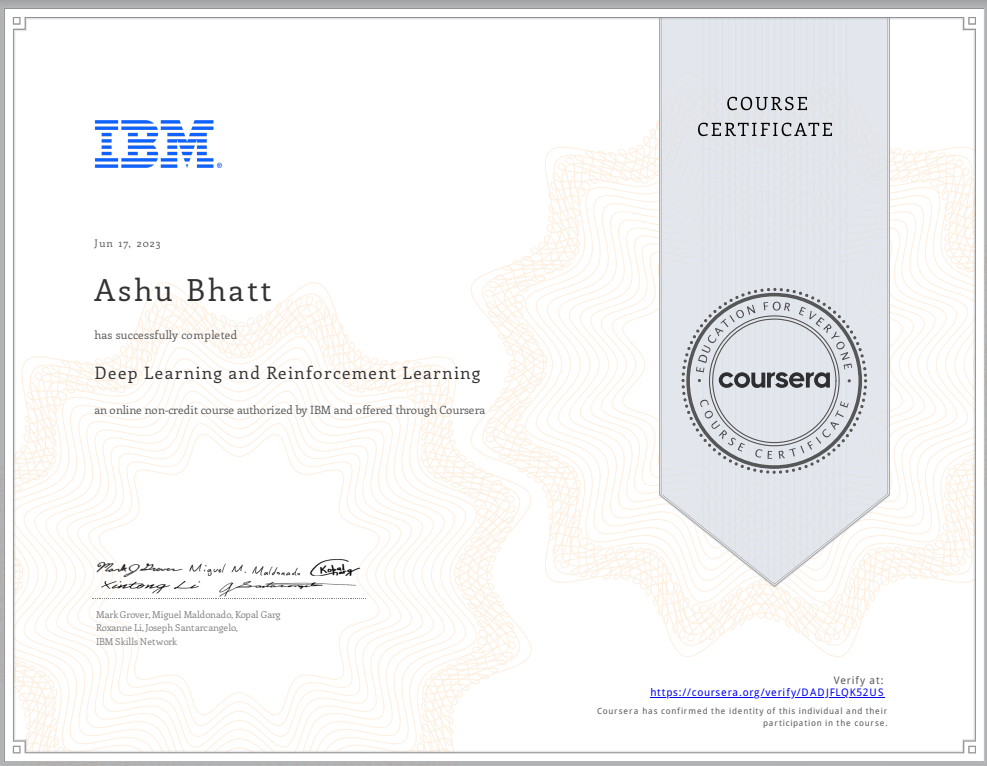 IBM®
COURSE
CERTIFICATE
Jun 17, 2023
Ashu Bhatt
has successfully completed
Deep Learning and Reinforcement Learning
an online non-credit course authorized by IBM and offered through Coursera
EDUCATION FOR EVERYONE
coursera
COURSE CERTIFICATE
Mark J Grover Miguel M. Maldonado Kopal
Xintong Li
Mark Grover, Miguel Maldonado, Kopal Garg
Roxanne Li, Joseph Santarcangelo,
IBM Skills Network
Verify at:
https://coursera.org/verify/DADJFLQK52US
Coursera has confirmed the identity of this individual and their
participation in the course.